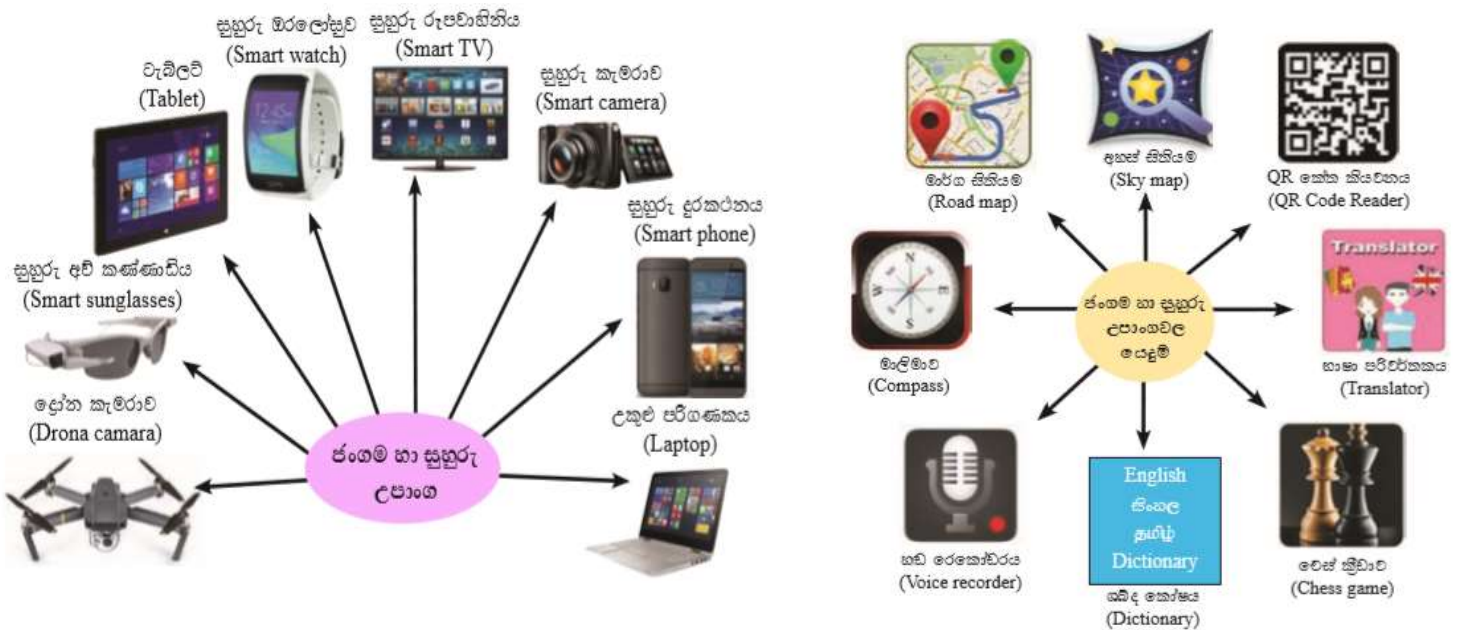 සුහුරු ඔරලෝසුව
(Smart watch)
සුහුරු රූපවාහිනිය
(Smart TV)
ටැබ්ලට්
(Tablet)
සුහුරු කැමරාව
(Smart camera)
සුහුරු දුරකථනය
(Smart phone)
සුහුරු අව් කණ්ණාඩිය
(Smart sunglasses)
ද්‍රෝන කැමරාව
(Drona camara)
උකුළු පරිගණකය
(Laptop)
ජංගම හා සුහුරු
උපාංග
මාර්ග සිතියම
(Road map)
අහස් සිතියම
(Sky map)
QR කේත කියවනය
(QR Code Reader)
N
E
S
W
මාලිමාව
(Compass)
ජංගම හා සුහුරු
උපාංගවල
යෙදුම්
Translator
භාෂා පරිවර්තකය
(Translator)
හඬ රෙකෝඩරය
(Voice recorder)
English
සිංහල
தமிழ்
Dictionary
ශබ්ද කෝෂය
(Dictionary)
චෙස් ක්‍රීඩාව
(Chess game)